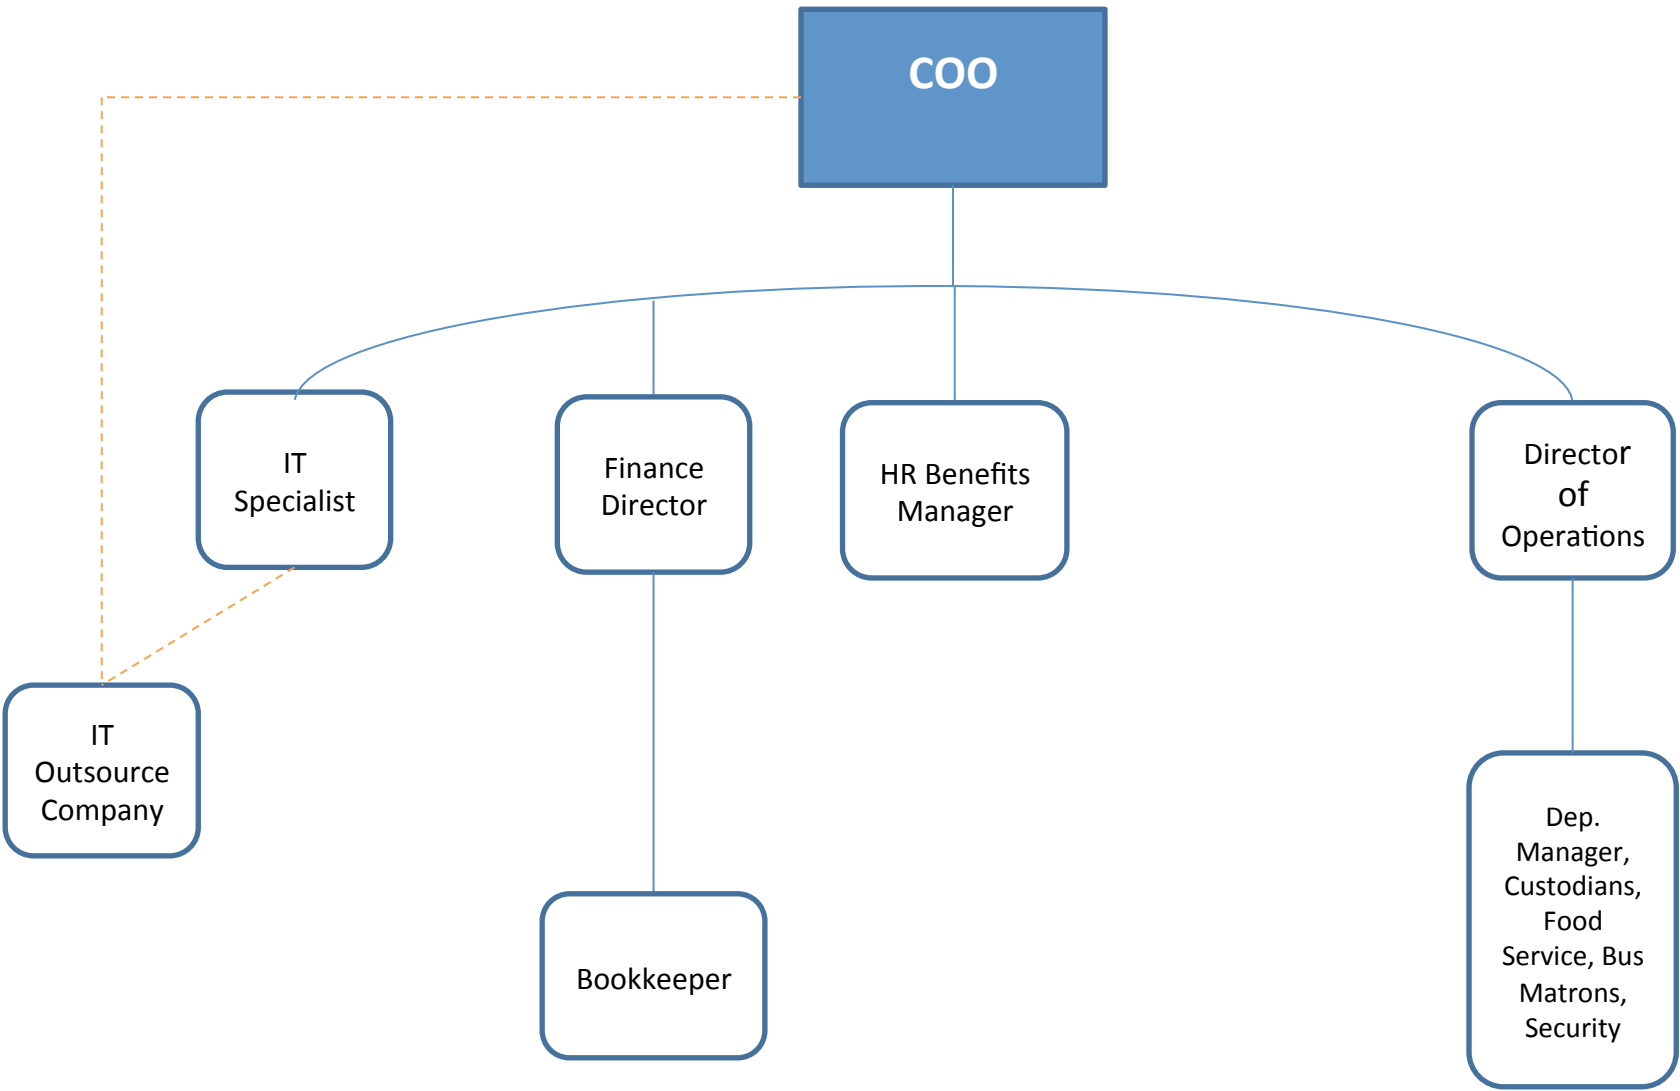 COO
IT
Specialist
Finance
Director
HR Benefits
Manager
Director
of
Operations
IT
Outsource
Company
Bookkeeper
Dep.
Manager,
Custodians,
Food
Service, Bus
Matrons,
Security